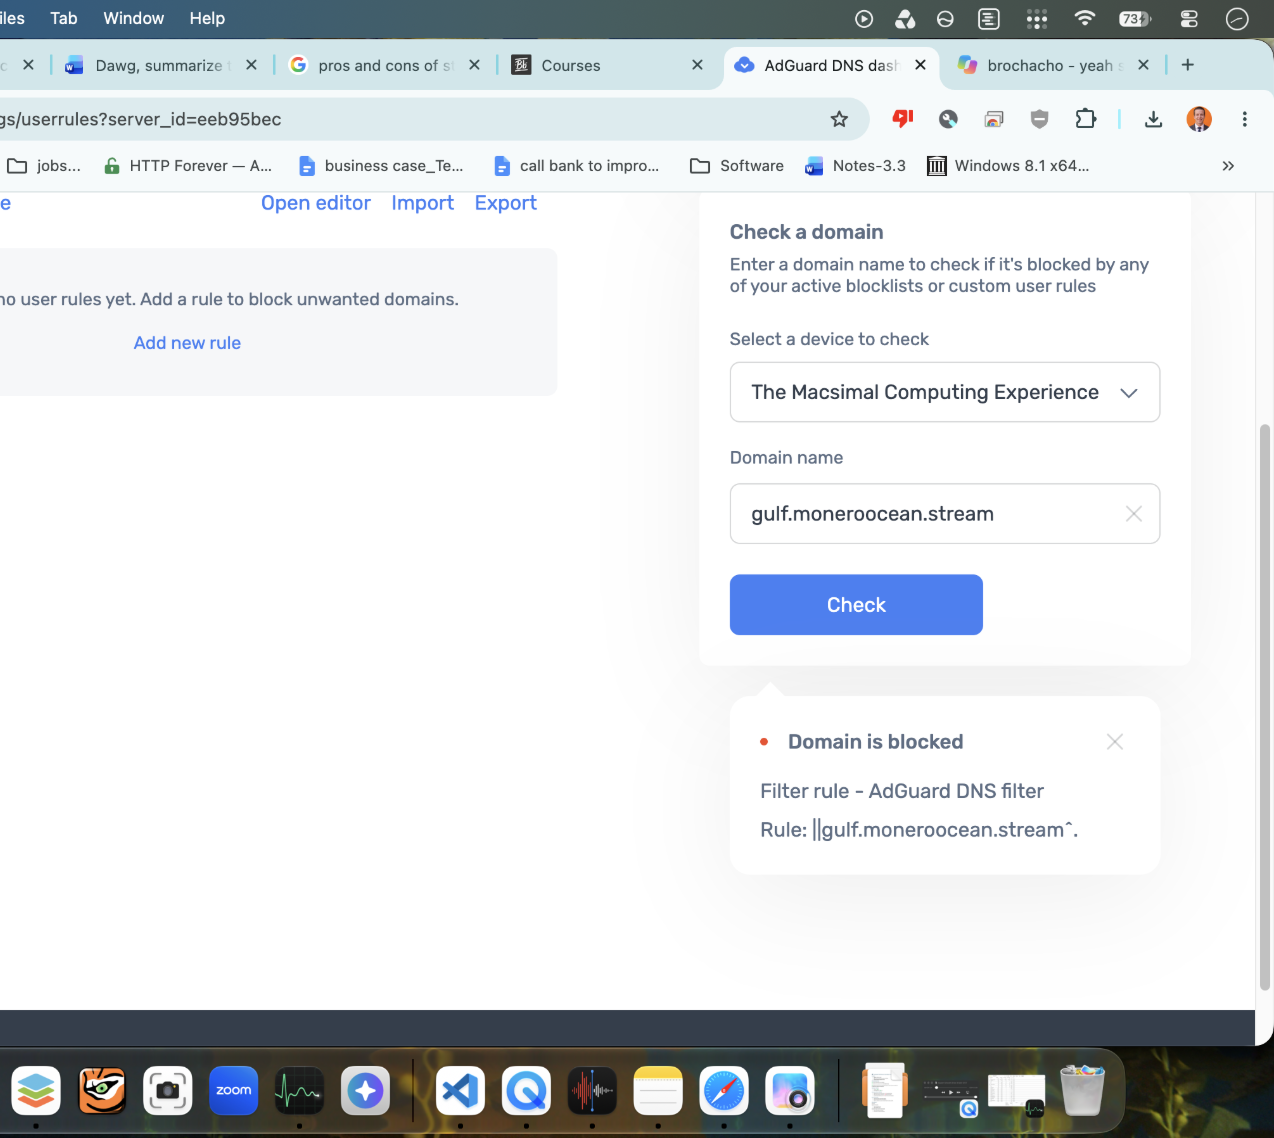 iles Tab Window Help 73
Dawg, summarize t
pros and cons of s
Courses
AdGuard DNS dash
brochacho - yeah s
gs/userrules?server_id=eeb95bec
jobs...
HTTP Forever — A...
business case_Te...
call bank to impro...
Software
Notes-3.3
Windows 8.1 x64...
e
Open editor Import Export
no user rules yet. Add a rule to block unwanted domains.
Add new rule
Check a domain
Enter a domain name to check if it's blocked by any
of your active blocklists or custom user rules
Select a device to check
The Macsimal Computing Experience
Domain name
gulf.moneroocean.stream
Check
Domain is blocked
Filter rule - AdGuard DNS filter
Rule: ||gulf.moneroocean.stream^.
zoom